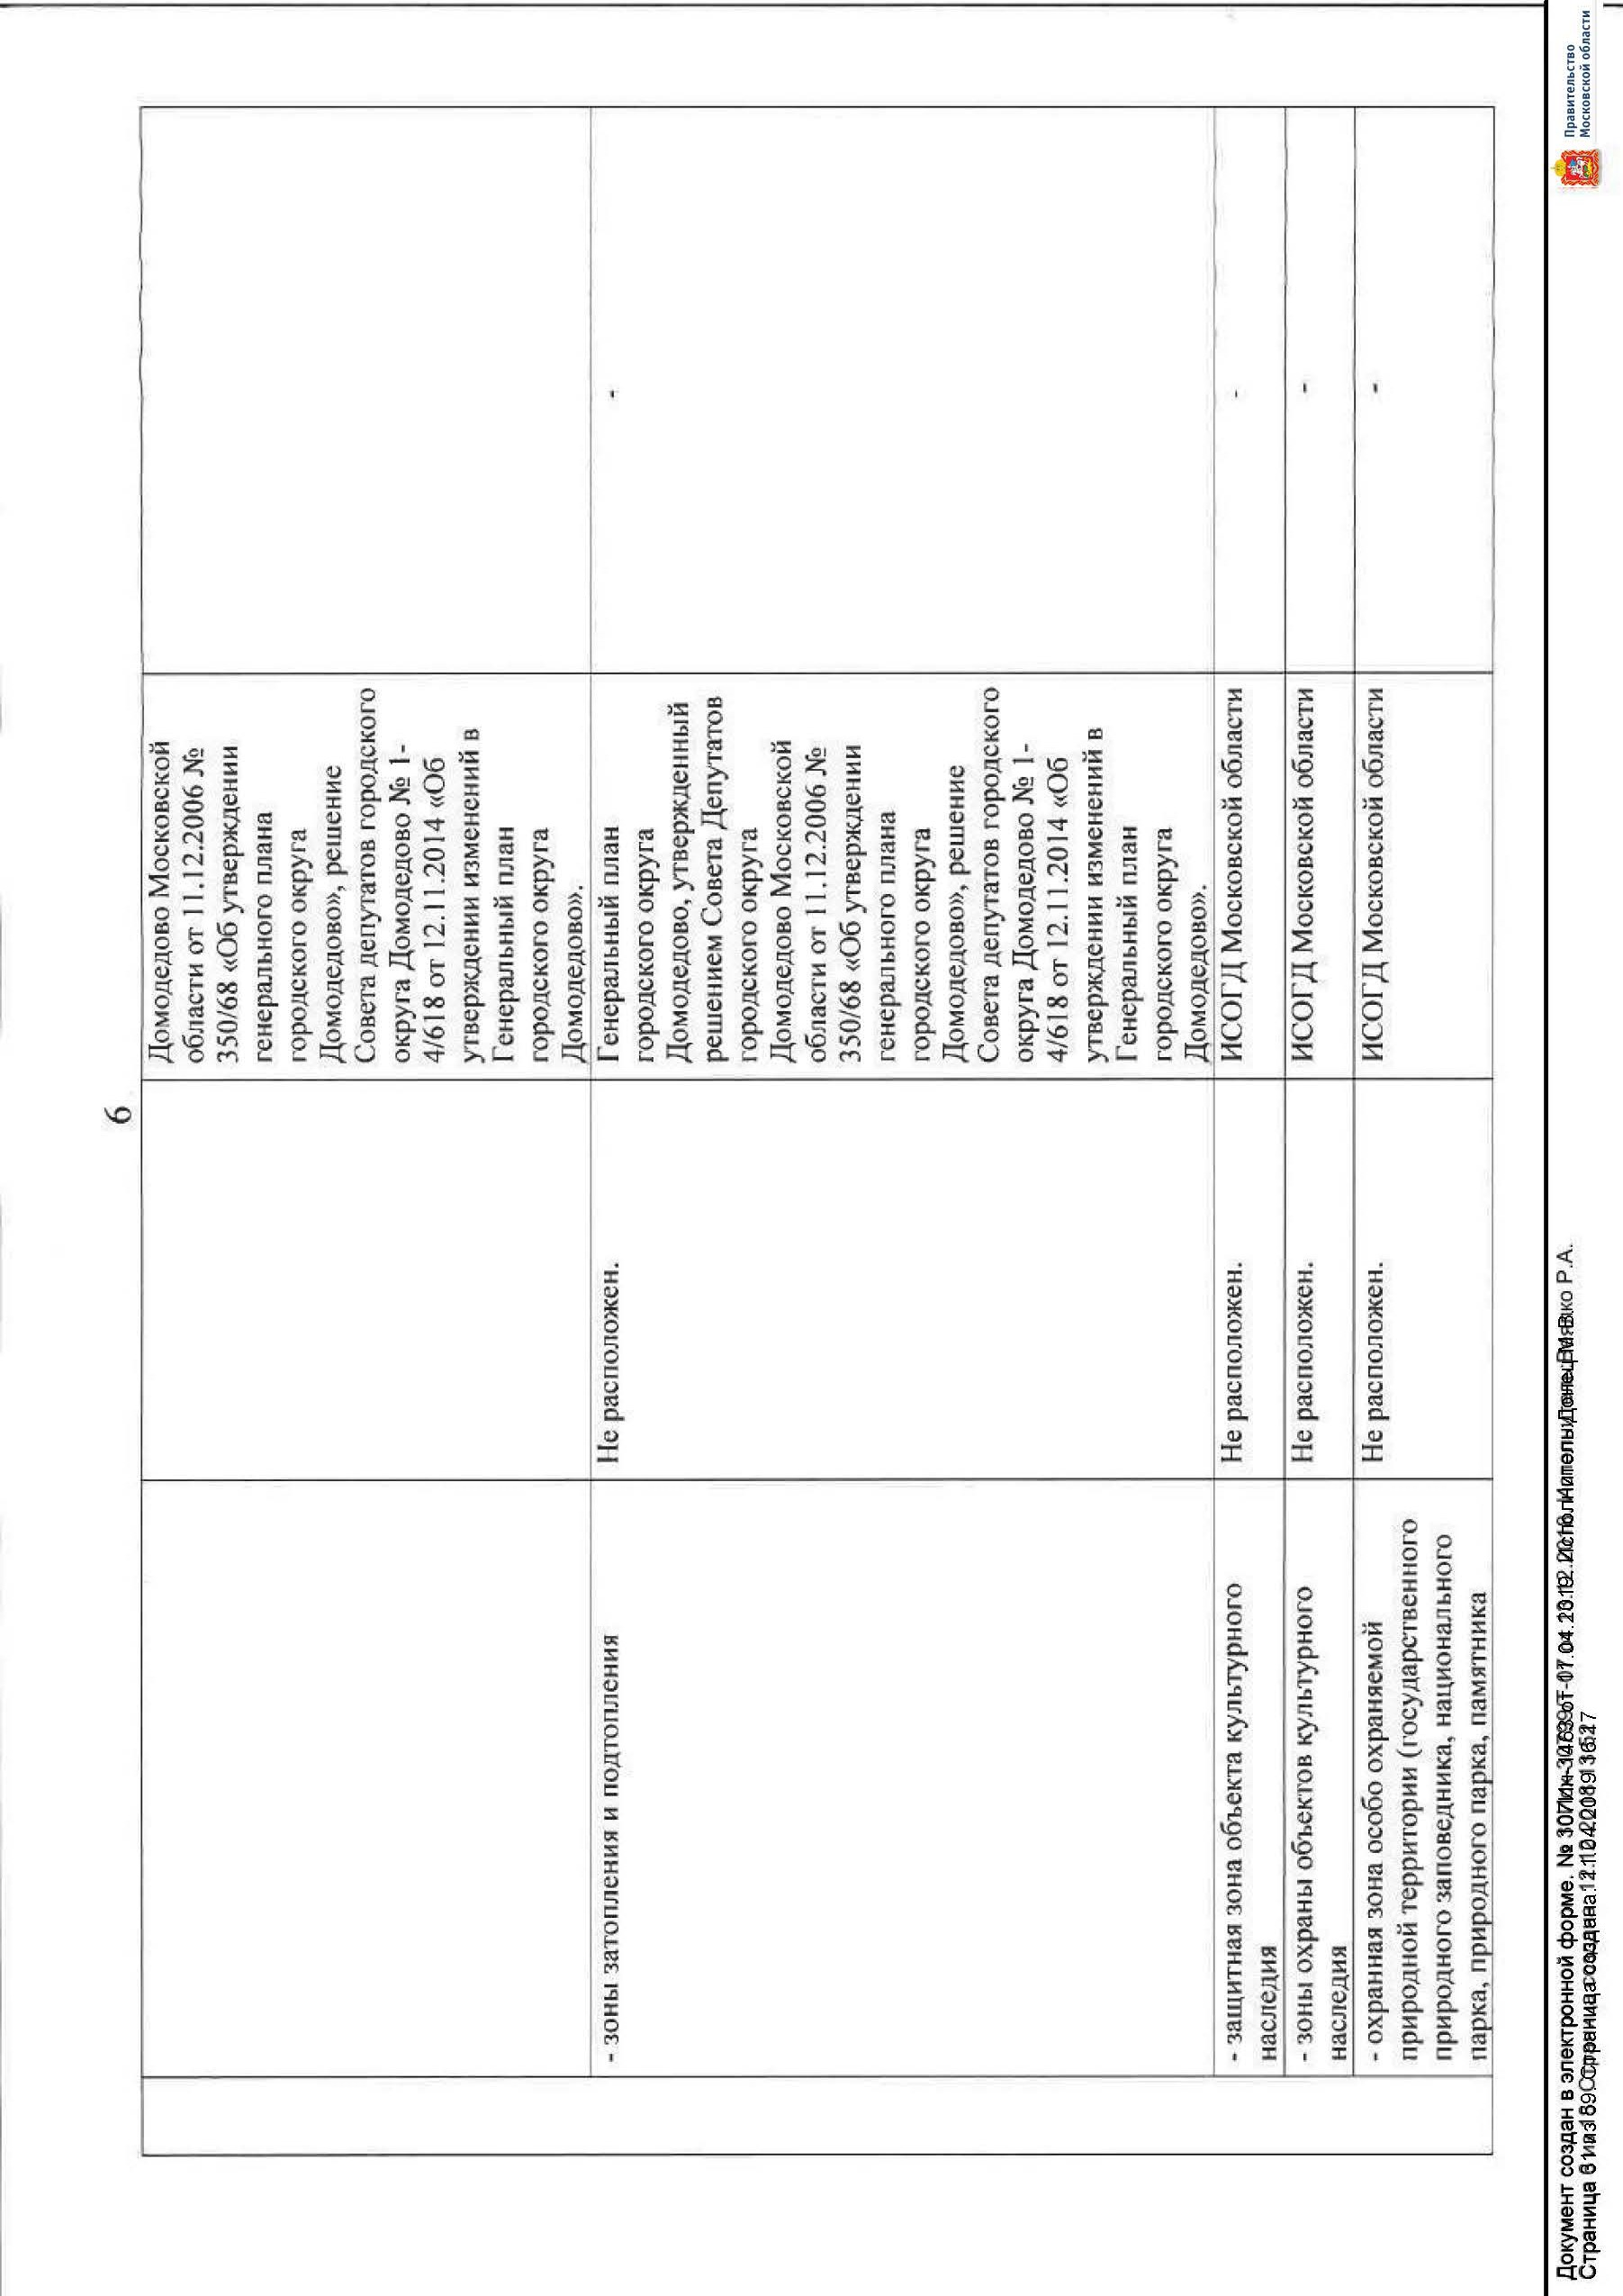 6
Домодедово Московской
области от 11.12.2006 №
350/68 «Об утверждении
генерального плана
городского округа
Домодедово», решение
Совета депутатов городского
округа Домодедово № 1-
4/618 от 12.11.2014 «Об
утверждении изменений в
Генеральный план
городского округа
Домодедово».
- зоны затопления и подтопления
Не расположен.
Генеральный план
городского округа
Домодедово, утвержденный
решением Совета Депутатов
городского округа
Домодедово Московской
области от 11.12.2006 №
350/68 «Об утверждении
генерального плана
городского округа
Домодедово», решение
Совета депутатов городского
округа Домодедово № 1-
4/618 от 12.11.2014 «Об
утверждении изменений в
Генеральный план
городского округа
Домодедово».
-
- защитная зона объекта культурного
наследия
Не расположен.
ИСОГД Московской области
-
- зоны охраны объектов культурного
наследия
Не расположен.
ИСОГД Московской области
-
- охранная зона особо охраняемой
природной территории (государственного
природного заповедника, национального
парка, природного парка, памятника
Не расположен.
ИСОГД Московской области
-
Документ создан в электронной форме. №
Страница
Правительство
Московской области